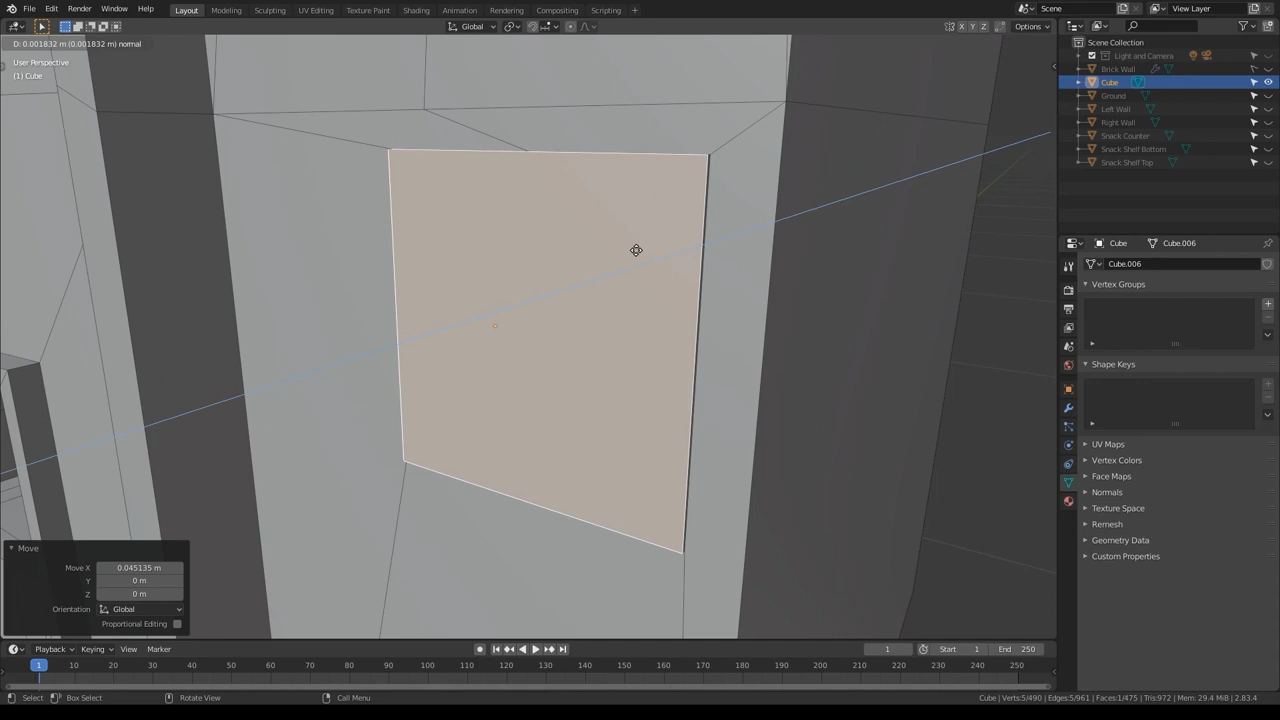 File Edit Render Window Help Layout Modeling Sculpting UV Editing Texture Paint Shading Animation Rendering Compositing Scripting + Scene View Layer
Global X Y Z Options
D: 0.001832 m (0.001832 m) normal
User Perspective
(1) Cube
Scene Collection
Light and Camera
Brick Wall
Cube
Ground
Left Wall
Right Wall
Snack Counter
Snack Shelf Bottom
Snack Shelf Top
Cube Cube.006
Cube.006
Vertex Groups
Shape Keys
UV Maps
Vertex Colors
Face Maps
Normals
Texture Space
Remesh
Geometry Data
Custom Properties
Move
Move X 0.045135 m
Y 0 m
Z 0 m
Orientation Global
Proportional Editing
Playback Keying View Marker 1 Start 1 End 250
1 10 20 30 40 50 60 70 80 90 100 110 120 130 140 150 160 170 180 190 200 210 220 230 240 250
Select Box Select Rotate View Call Menu Cube | Verts:5/490 | Edges:5/961 | Faces:1/475 | Tris:972 | Mem: 29.4 MiB | 2.83.4